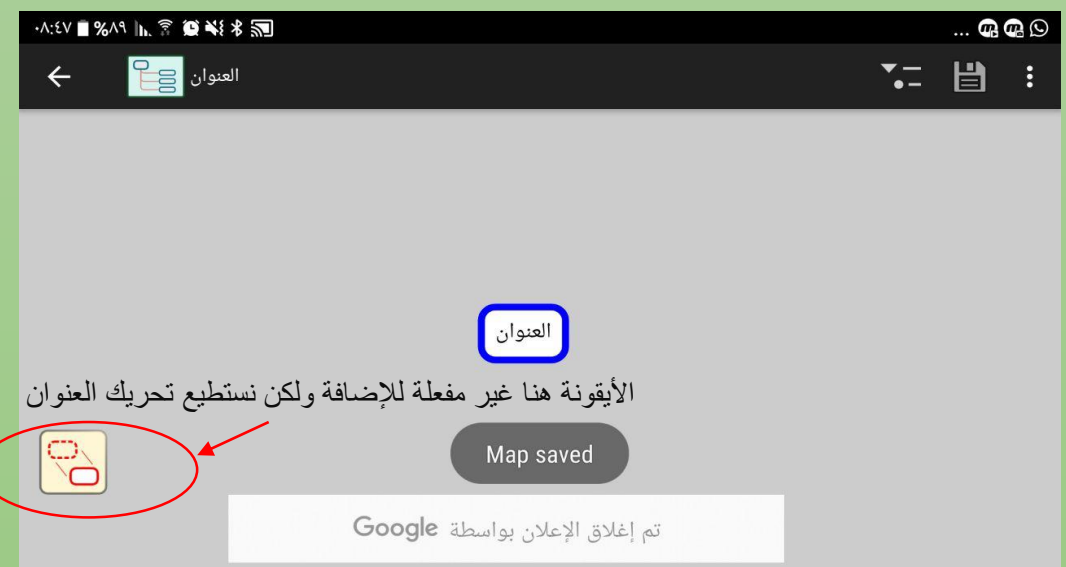 ٠٨:٤٧ %٨٩ ...
العنوان
العنوان
الأيقونة هنا غير مفعلة للإضافة ولكن نستطيع تحريك العنوان
Map saved
تم إغلاق الإعلان بواسطة Google